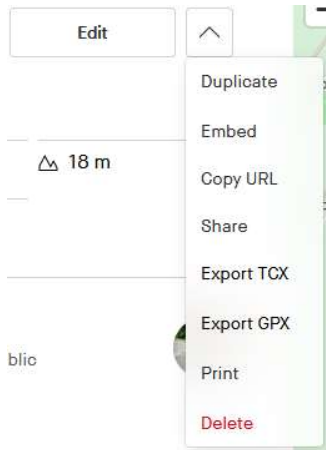 Edit
Duplicate
Embed
18 m
Copy URL
Share
Export TCX
Export GPX
blic
Print
Delete